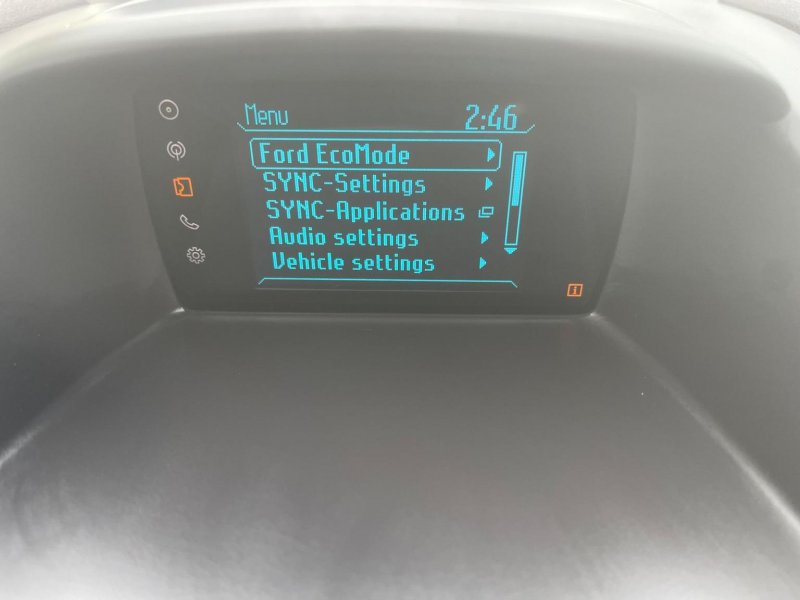 Menu 2:46
Ford EcoMode
SYNC-Settings
SYNC-Applications
Audio settings
Vehicle settings
i